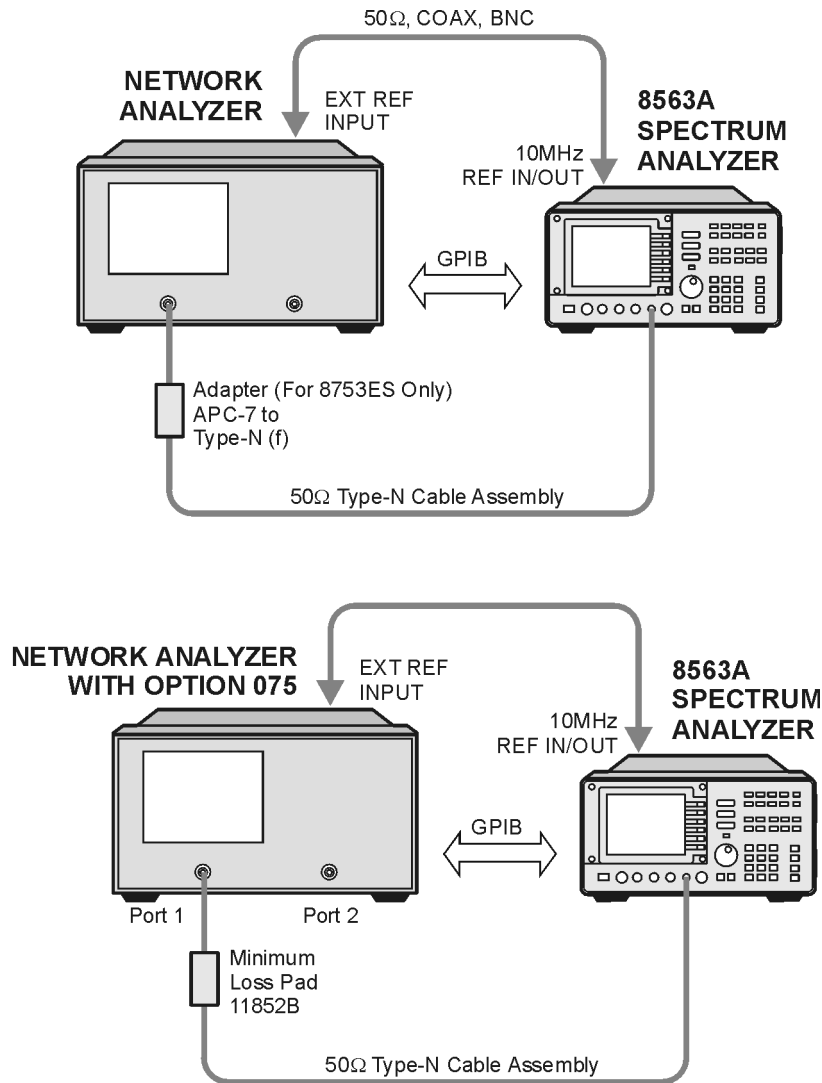 50Ω, COAX, BNC
NETWORK
ANALYZER
EXT REF
INPUT
8563A
SPECTRUM
ANALYZER
10MHz
REF IN/OUT
GPIB
Adapter (For 8753ES Only)
APC-7 to
Type-N (f)
50Ω Type-N Cable Assembly
NETWORK ANALYZER
WITH OPTION 075
EXT REF
INPUT
8563A
SPECTRUM
ANALYZER
10MHz
REF IN/OUT
GPIB
Port 1
Port 2
Minimum
Loss Pad
11852B
50Ω Type-N Cable Assembly